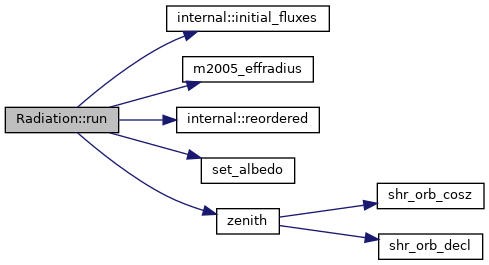 internal::initial_fluxes
m2005_effradius
Radiation::run
internal::reordered
set_albedo
zenith
shr_orb_cosz
shr_orb_decl